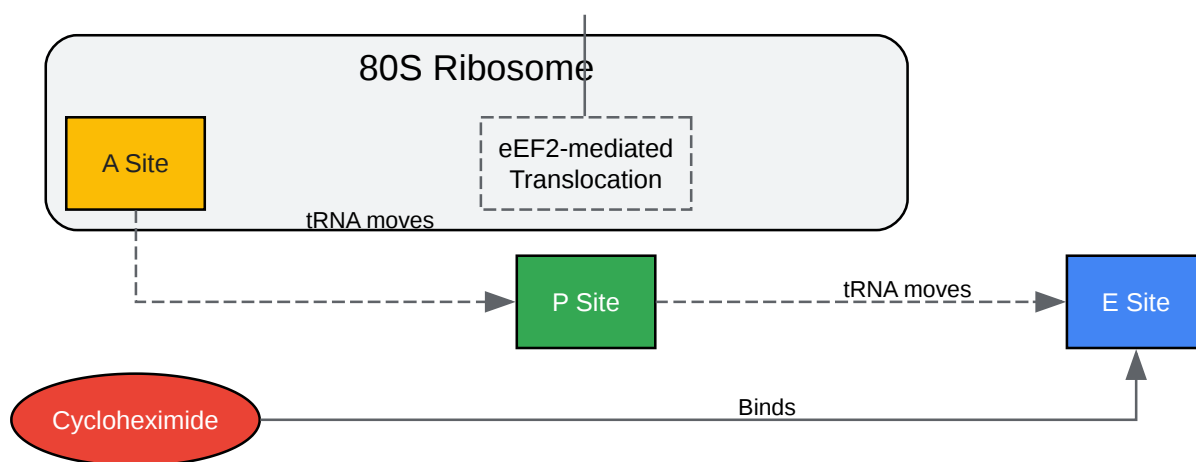 80S Ribosome
A Site
eEF2-mediated
Translocation
tRNA moves
P Site
tRNA moves
E Site
Cycloheximide
Binds